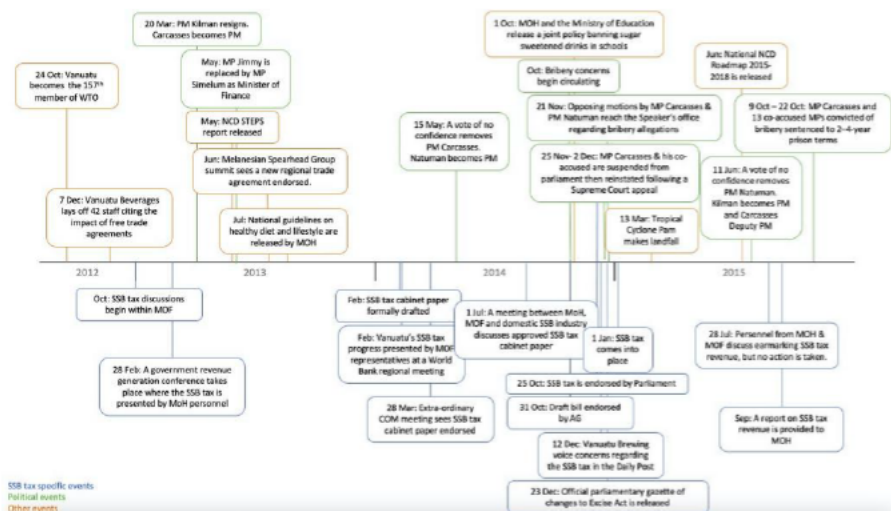 20 Mar: PM Kilman resigns.
Carcasses becomes PM
24 Oct: Vanuatu
becomes the 157th
member of WTO
May: MP Jimmy is
replaced by MP
Simelum as Minister of
Finance
May: NCD STEPS
report released
Jun: Melanesian Spearhead Group
summit sees a new regional trade
agreement endorsed.
7 Dec: Vanuatu Beverages
lays off 42 staff citing the
impact of free trade
agreements
Jul: National guidelines on
healthy diet and lifestyle are
released by MOH
15 May: A vote of no
confidence removes
PM Carcasses.
Natuman becomes PM
1 Oct: MOH and the Ministry of Education
release a joint policy banning sugar
sweetened drinks in schools
Oct: Bribery concerns
begin circulating
21 Nov: Opposing motions by MP Carcasses &
PM Natuman reach the Speaker's office
regarding bribery allegations
25 Nov- 2 Dec: MP Carcasses & his co-
accused are suspended from
parliament then reinstated following a
Supreme Court appeal
13 Mar: Tropical
Cyclone Pam
makes landfall
Jun: National NCD
Roadmap 2015-
2018 is released
9 Oct – 22 Oct: MP Carcasses and
13 co-accused MPs convicted of
bribery sentenced to 2–4-year
prison terms
11 Jun: A vote of no
confidence removes
PM Natuman.
Kilman becomes PM
and Carcasses
Deputy PM
2012
2013
2014
2015
Oct: SSB tax discussions
begin within MOF
28 Feb: A government revenue
generation conference takes
place where the SSB tax is
presented by MoH personnel
Feb: SSB tax cabinet paper
formally drafted
Feb: Vanuatu's SSB tax
progress presented by MOF
representatives at a World
Bank regional meeting
28 Mar: Extra-ordinary
COM meeting sees SSB tax
cabinet paper endorsed
1 Jul: A meeting between MoH,
MOF and domestic SSB industry
discusses approved SSB tax
cabinet paper
1 Jan: SSB tax
comes into
place
25 Oct: SSB tax is endorsed by Parliament
31 Oct: Draft bill endorsed
by AG
12 Dec: Vanuatu Brewing
voice concerns regarding
the SSB tax in the Daily Post
23 Dec: Official parliamentary gazette of
changes to Excise Act is released
28 Jul: Personnel from MOH &
MOF discuss earmarking SSB tax
revenue, but no action is taken.
Sep: A report on SSB tax
revenue is provided to
MOH
SSB tax specific events
Political events
Other events